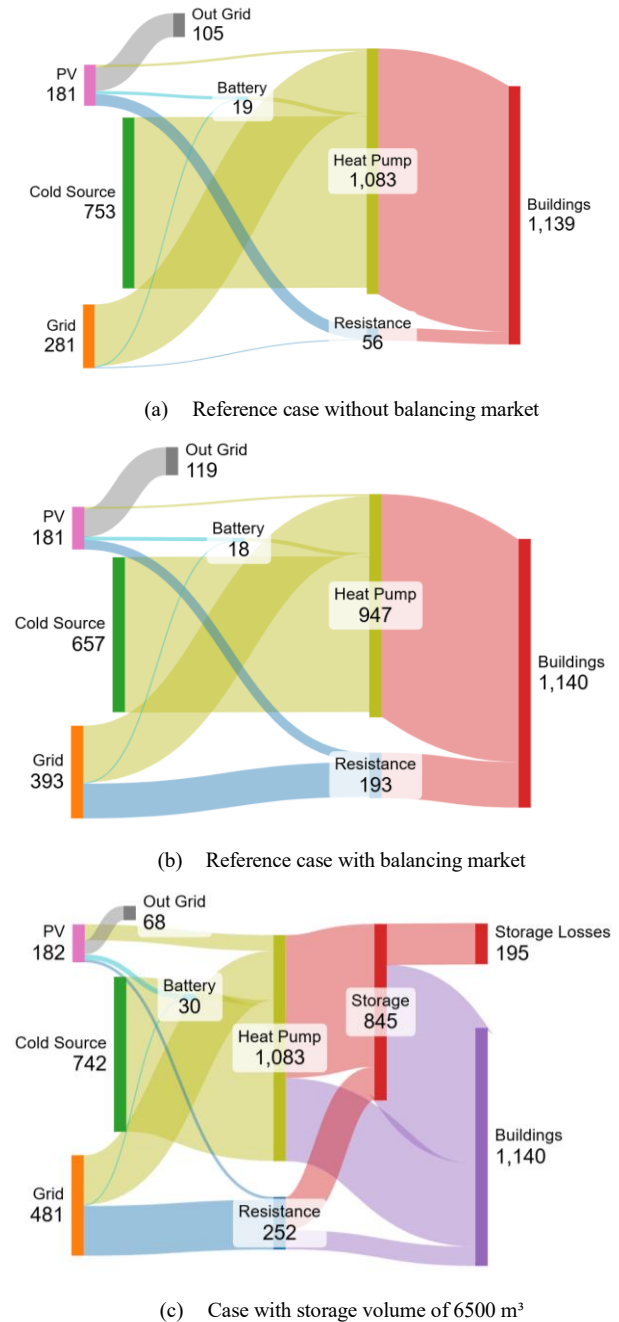 Out Grid
105
PV
181
Battery
19
Heat Pump
1,083
Cold Source
753
Buildings
1,139
Grid
281
Resistance
56
(a) Reference case without balancing market
Out Grid
119
PV
181
Battery
18
Heat Pump
947
Cold Source
657
Buildings
1,140
Grid
393
Resistance
193
(b) Reference case with balancing market
Out Grid
68
PV
182
Storage Losses
195
Battery
30
Storage
845
Cold Source
742
Heat Pump
1,083
Buildings
1,140
Grid
481
Resistance
252
(c) Case with storage volume of 6500 m³